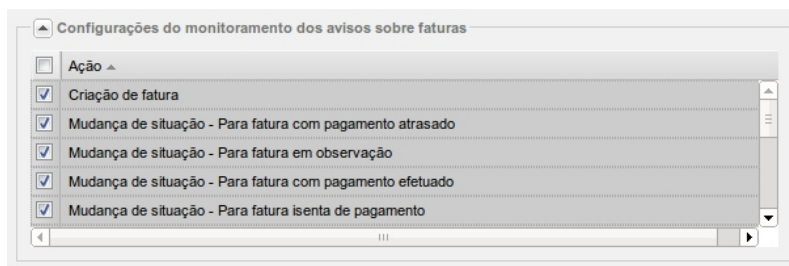 Configurações do monitoramento dos avisos sobre faturas
Ação
Criação de fatura
Mudança de situação - Para fatura com pagamento atrasado
Mudança de situação - Para fatura em observação
Mudança de situação - Para fatura com pagamento efetuado
Mudança de situação - Para fatura isenta de pagamento